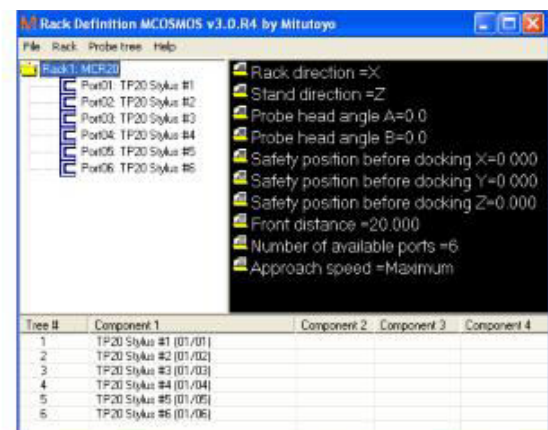 Rack Definition MCOSMOS v3.0.R4 by Mitutoyo
File Rack Probe tree Help
Rack1: MCR20
Port01: TP20 Stylus #1
Port02: TP20 Stylus #2
Port03: TP20 Stylus #3
Port04: TP20 Stylus #4
Port05: TP20 Stylus #5
Port06: TP20 Stylus #6
Rack direction =X
Stand direction =Z
Probe head angle A=0.0
Probe head angle B=0.0
Safety position before docking X=0.000
Safety position before docking Y=0.000
Safety position before docking Z=0.000
Front distance =20.000
Number of available ports =6
Approach speed =Maximum
Tree # Component 1 Component 2 Component 3 Component 4
1 TP20 Stylus #1 (01/01)
2 TP20 Stylus #2 (01/02)
3 TP20 Stylus #3 (01/03)
4 TP20 Stylus #4 (01/04)
5 TP20 Stylus #5 (01/05)
6 TP20 Stylus #6 (01/06)